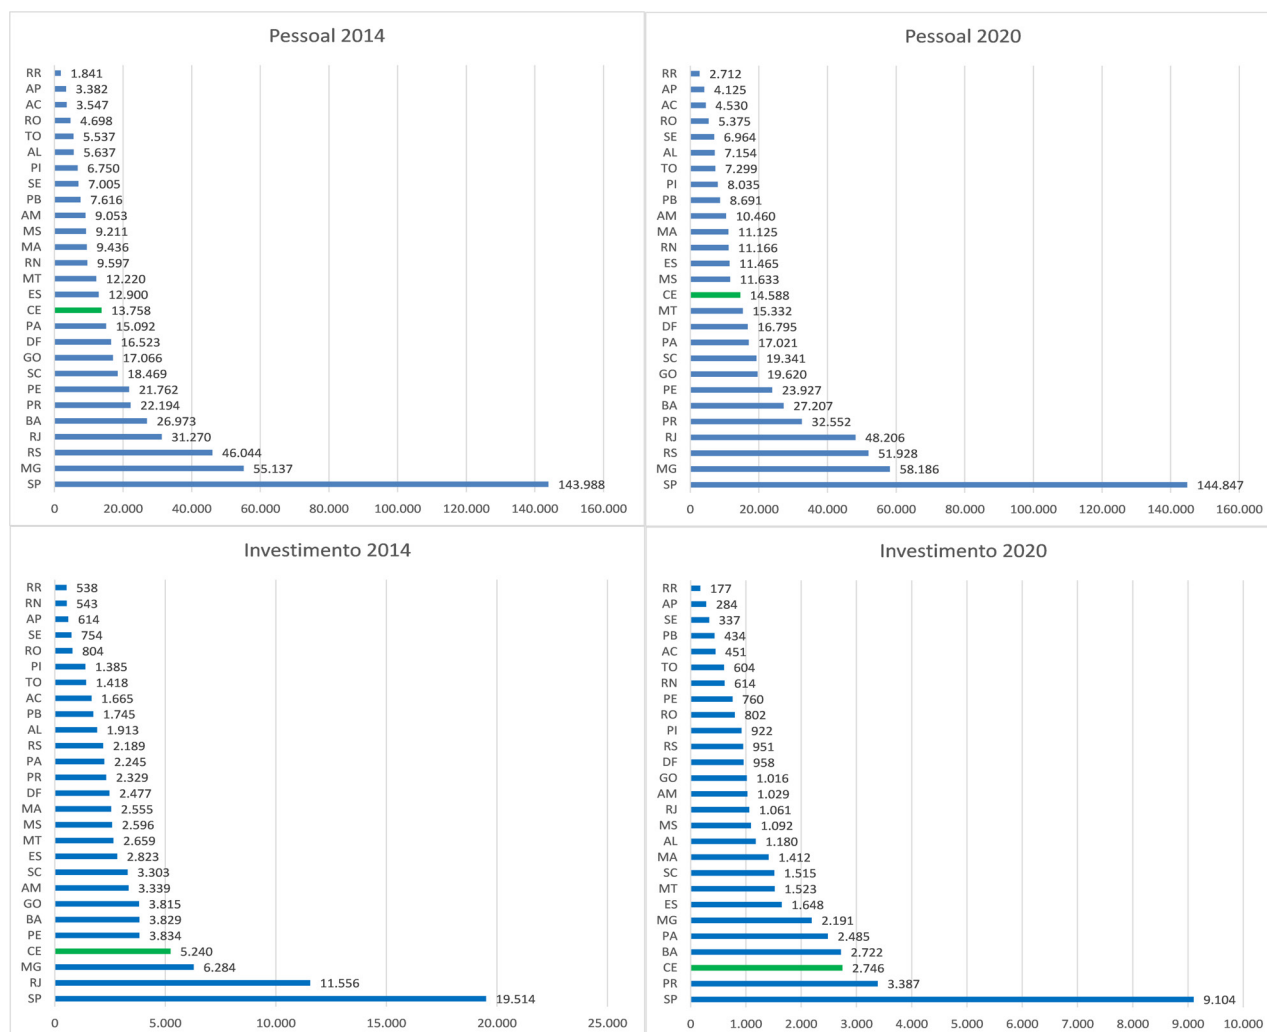 Pessoal 2014
RR 1.841
AP 3.382
AC 3.547
RO 4.698
TO 5.537
AL 5.637
PI 6.750
SE 7.005
PB 7.616
AM 9.053
MS 9.211
MA 9.436
RN 9.597
MT 12.220
ES 12.900
CE 13.758
PA 15.092
DF 16.523
GO 17.066
SC 18.469
PE 21.762
PR 22.194
BA 26.973
RJ 31.270
RS 46.044
MG 55.137
SP 143.988
0 20.000 40.000 60.000 80.000 100.000 120.000 140.000 160.000
Pessoal 2020
RR 2.712
AP 4.125
AC 4.530
RO 5.375
SE 6.964
AL 7.154
TO 7.299
PI 8.035
PB 8.691
AM 10.460
MA 11.125
RN 11.166
ES 11.465
MS 11.633
CE 14.588
MT 15.332
DF 16.795
PA 17.021
SC 19.341
GO 19.620
PE 23.927
BA 27.207
PR 32.552
RJ 48.206
RS 51.928
MG 58.186
SP 144.847
0 20.000 40.000 60.000 80.000 100.000 120.000 140.000 160.000
Investimento 2014
RR 538
RN 543
AP 614
SE 754
RO 804
PI 1.385
TO 1.418
AC 1.665
PB 1.745
AL 1.913
RS 2.189
PA 2.245
PR 2.329
DF 2.477
MA 2.555
MS 2.596
MT 2.659
ES 2.823
SC 3.303
AM 3.339
GO 3.815
BA 3.829
PE 3.834
CE 5.240
MG 6.284
RJ 11.556
SP 19.514
0 5.000 10.000 15.000 20.000 25.000
Investimento 2020
RR 177
AP 284
SE 337
PB 434
AC 451
TO 604
RN 614
PE 760
RO 802
PI 922
RS 951
DF 958
GO 1.016
AM 1.029
RJ 1.061
MS 1.092
AL 1.180
MA 1.412
SC 1.515
MT 1.523
ES 1.648
MG 2.191
PA 2.485
BA 2.722
CE 2.746
PR 3.387
SP 9.104
0 1.000 2.000 3.000 4.000 5.000 6.000 7.000 8.000 9.000 10.000